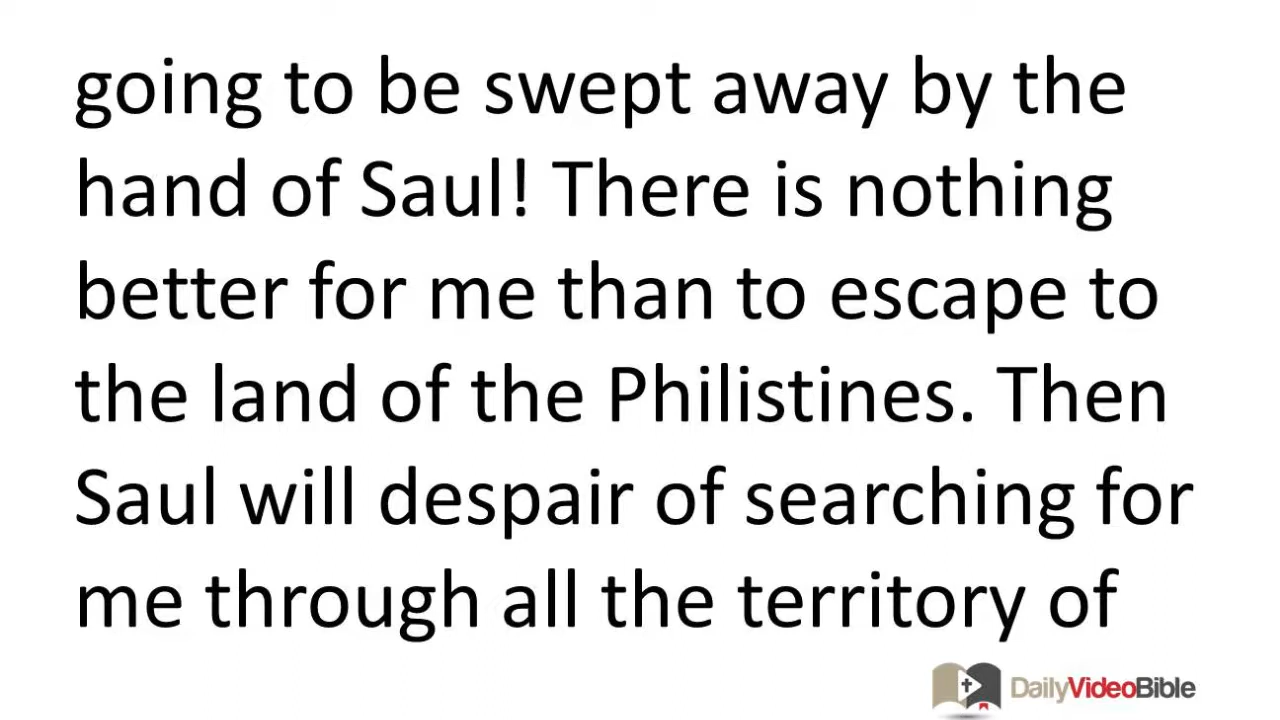 going to be swept away by the
hand of Saul! There is nothing
better for me than to escape to
the land of the Philistines. Then
Saul will despair of searching for
me through all the territory of
DailyVideoBible